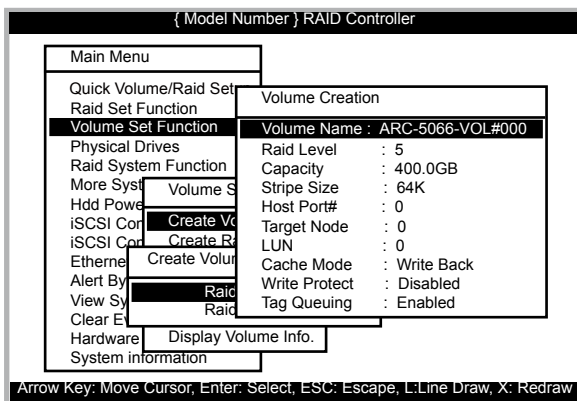 { Model Number } RAID Controller
Main Menu
Quick Volume/Raid Set
Raid Set Function
Volume Set Function
Physical Drives
Raid System Function
More Syst
Hdd Powe
iSCSI Con
iSCSI Con
Etherne
Alert By
View Sy
Clear E
Hardware
System information
Volume S
Create Vo
Create Ra
Display Volume Info.
Create Volum
Raid
Raid
Volume Creation
Volume Name : ARC-5066-VOL#000
Raid Level : 5
Capacity : 400.0GB
Stripe Size : 64K
Host Port# : 0
Target Node : 0
LUN : 0
Cache Mode : Write Back
Write Protect : Disabled
Tag Queuing : Enabled
Arrow Key: Move Cursor, Enter: Select, ESC: Escape, L:Line Draw, X: Redraw